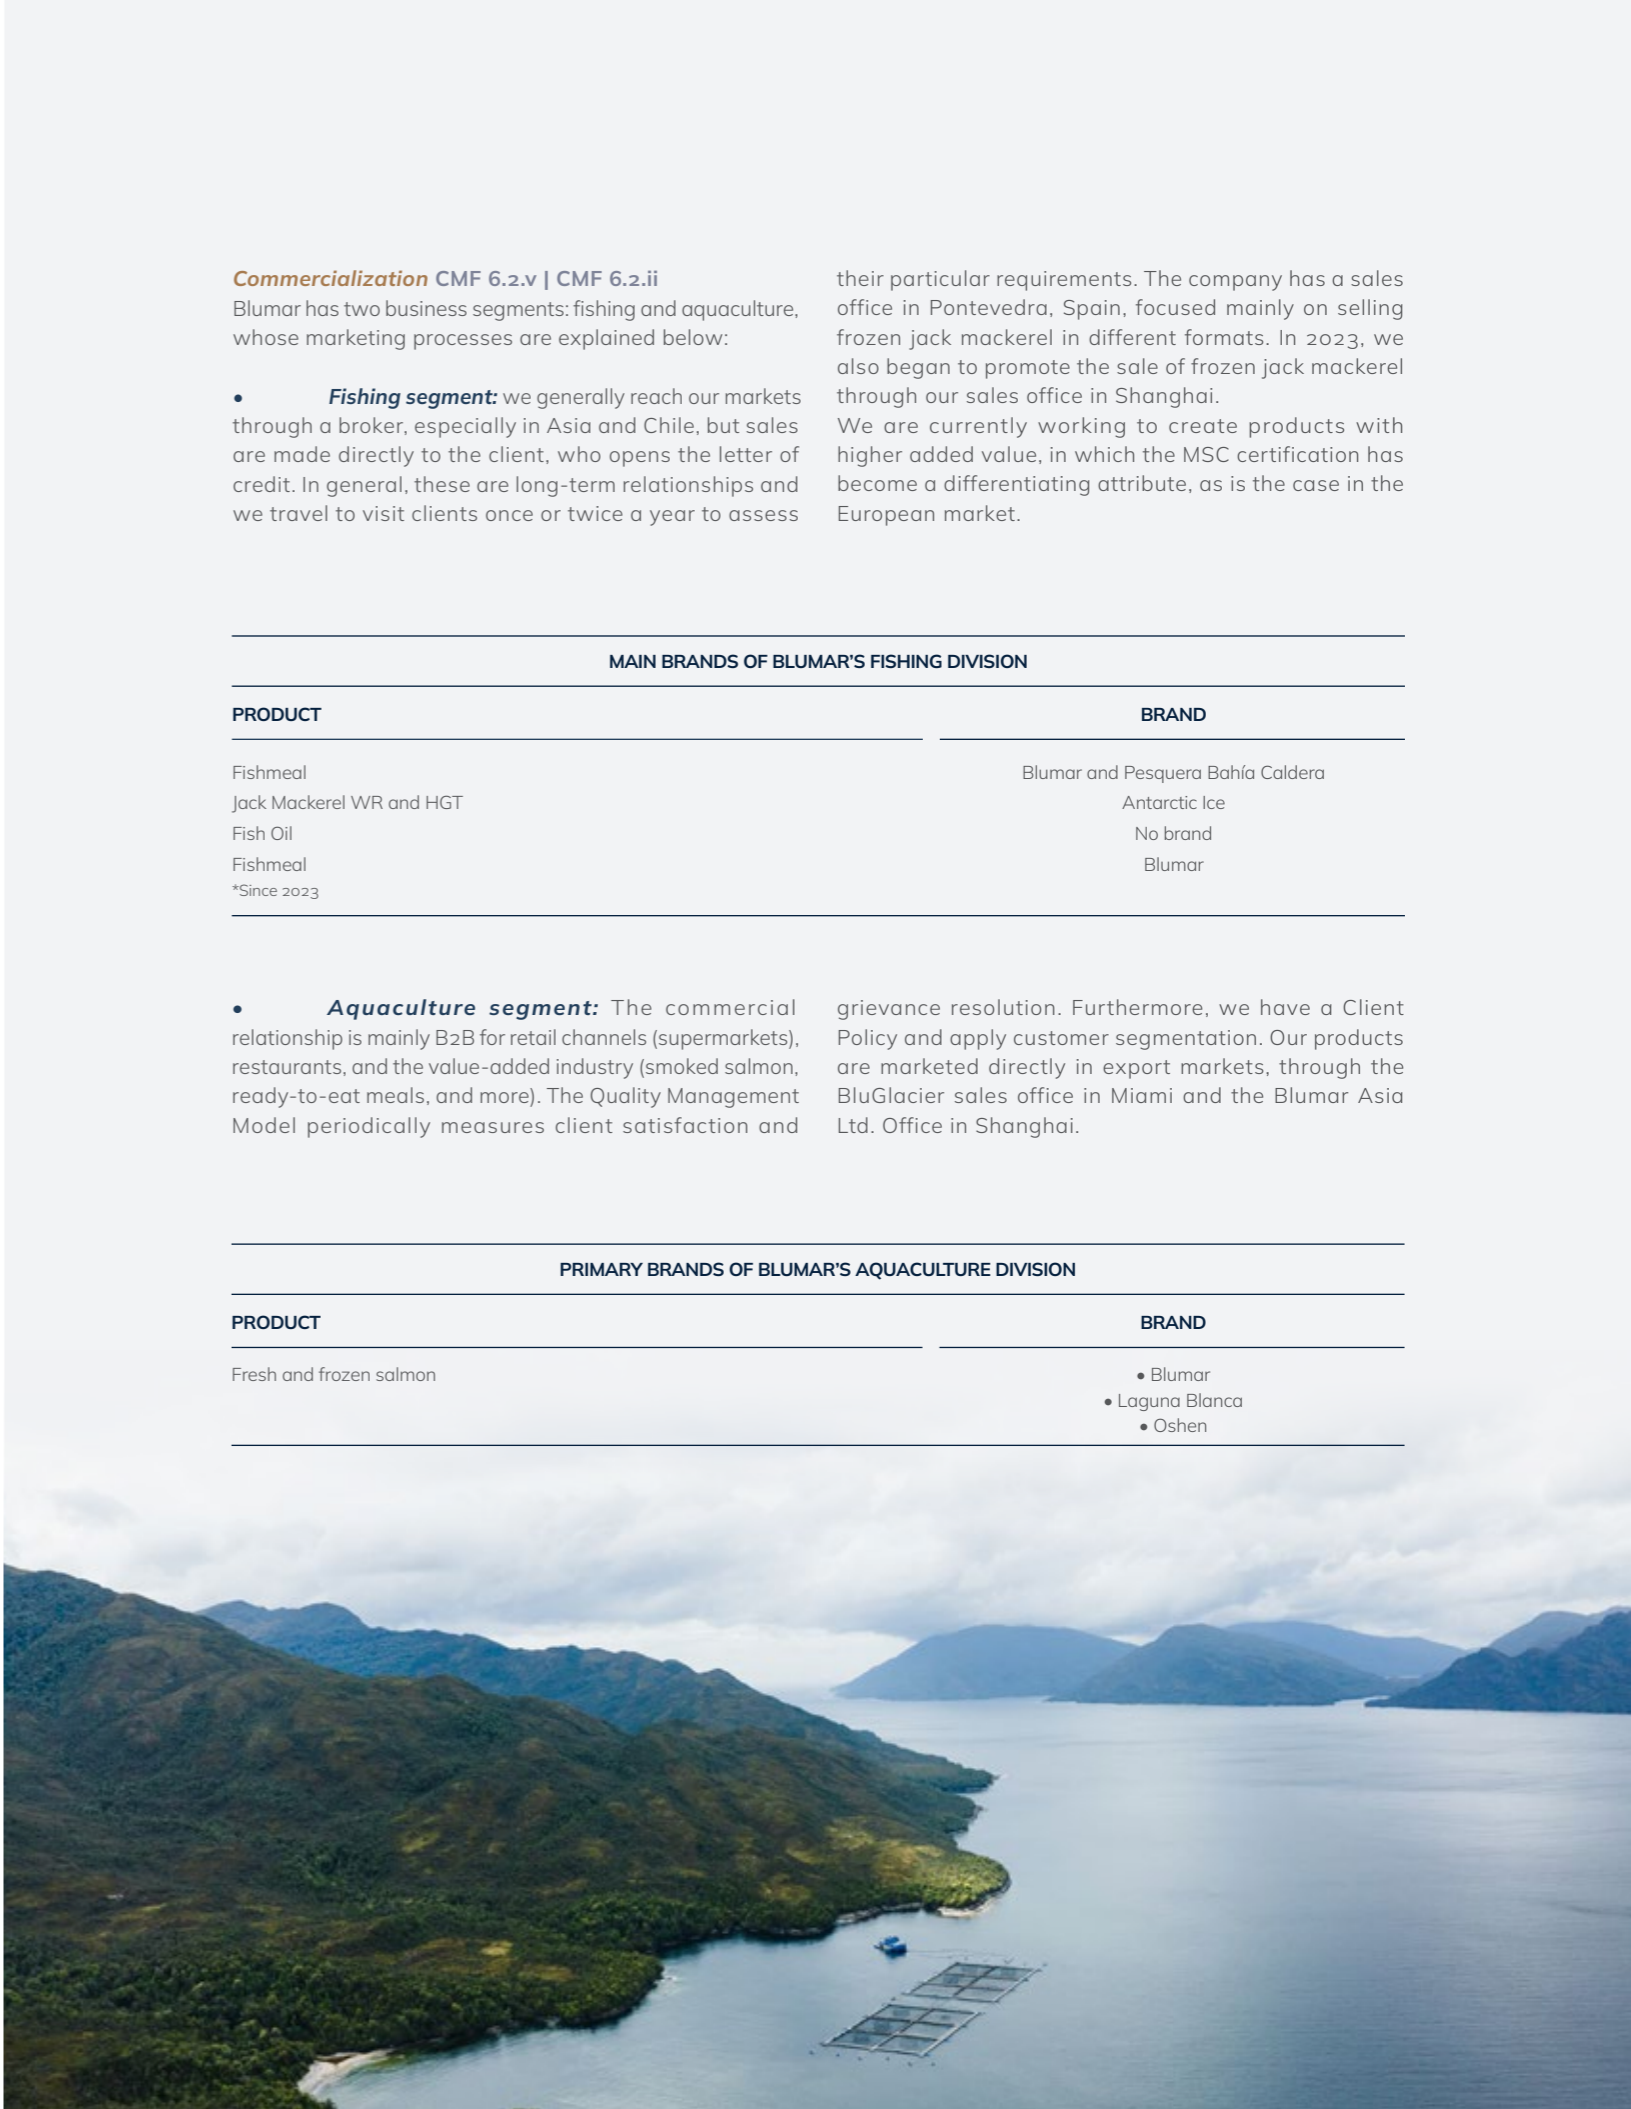 Commercialization CMF 6.2.v | CMF 6.2.ii
Blumar has two business segments: fishing and aquaculture,
whose marketing processes are explained below:
• Fishing segment: we generally reach our markets
through a broker, especially in Asia and Chile, but sales
are made directly to the client, who opens the letter of
credit. In general, these are long-term relationships and
we travel to visit clients once or twice a year to assess
their particular requirements. The company has a sales
office in Pontevedra, Spain, focused mainly on selling
frozen jack mackerel in different formats. In 2023, we
also began to promote the sale of frozen jack mackerel
through our sales office in Shanghai.
We are currently working to create products with
higher added value, in which the MSC certification has
become a differentiating attribute, as is the case in the
European market.
MAIN BRANDS OF BLUMAR’S FISHING DIVISION
PRODUCT BRAND
Fishmeal Blumar and Pesquera Bahía Caldera
Jack Mackerel WR and HGT Antarctic Ice
Fish Oil No brand
Fishmeal Blumar
*Since 2023
• Aquaculture segment: The commercial
relationship is mainly B2B for retail channels (supermarkets),
restaurants, and the value-added industry (smoked salmon,
ready-to-eat meals, and more). The Quality Management
Model periodically measures client satisfaction and
grievance resolution. Furthermore, we have a Client
Policy and apply customer segmentation. Our products
are marketed directly in export markets, through the
BluGlacier sales office in Miami and the Blumar Asia
Ltd. Office in Shanghai.
PRIMARY BRANDS OF BLUMAR’S AQUACULTURE DIVISION
PRODUCT BRAND
Fresh and frozen salmon • Blumar
• Laguna Blanca
• Oshen